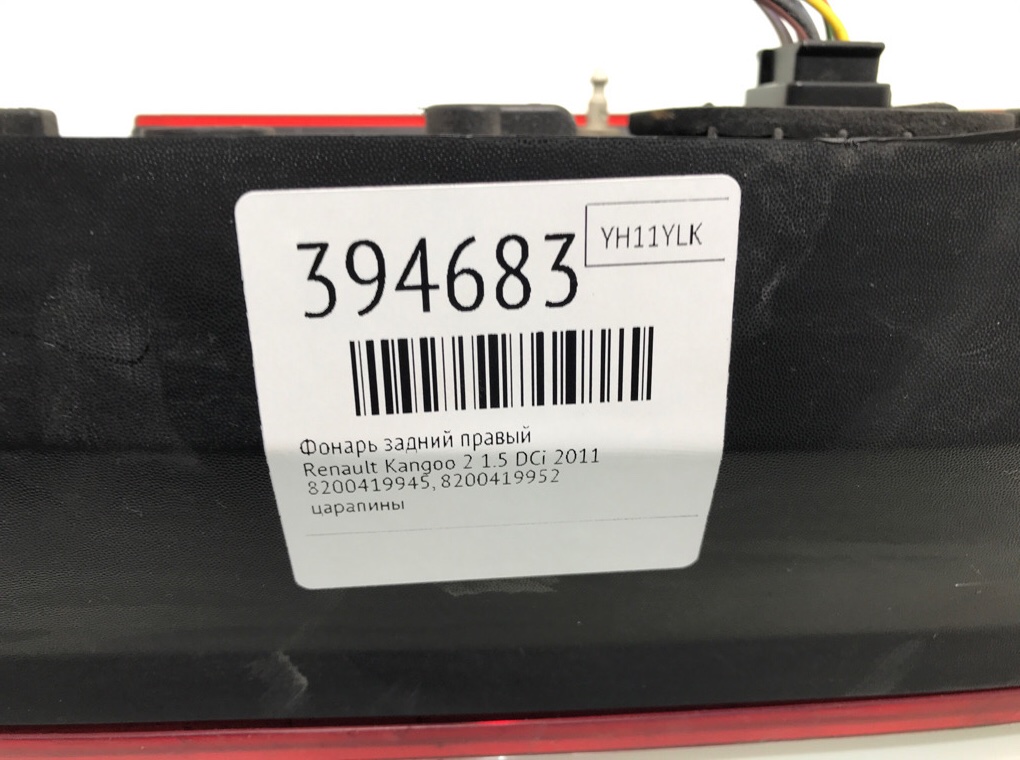 394683
YH11YLK
Фонарь задний правый
Renault Kangoo 2 1.5 DCi 2011
8200419945, 8200419952
царапины